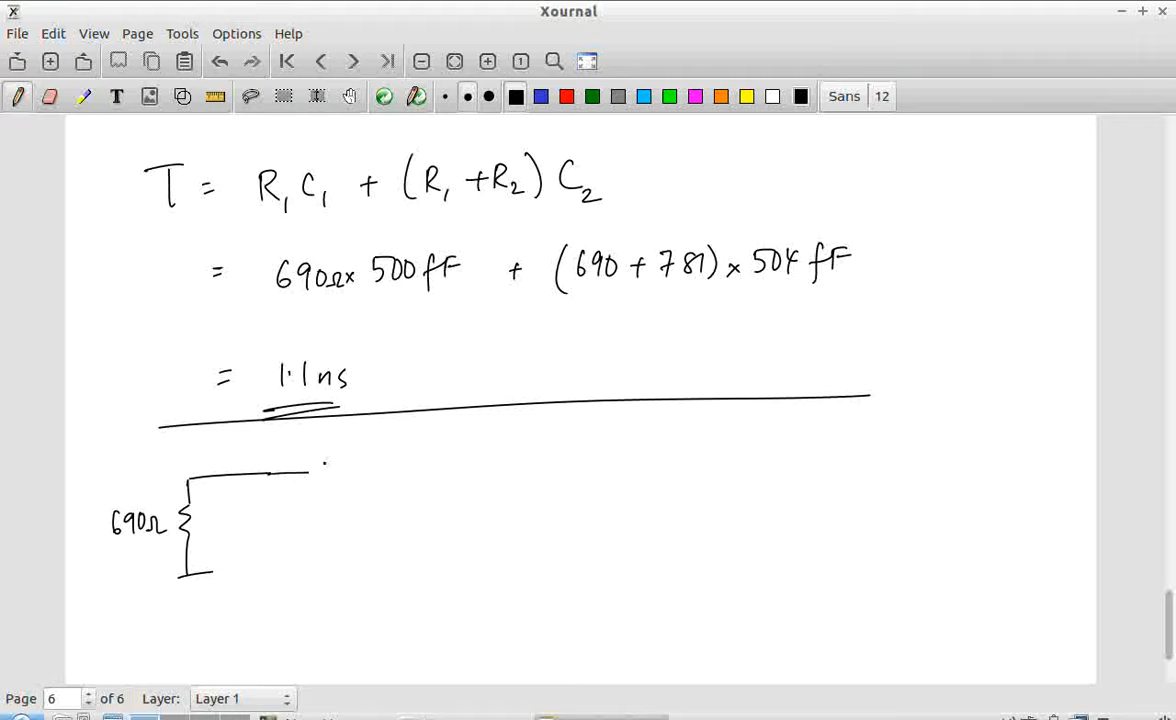 Xournal
File Edit View Page Tools Options Help
Sans 12
T = R₁C₁ + (R₁ + R₂) C₂
= 690Ω × 500fF + (690 + 781) × 504 fF
= 1.1ns
690Ω
Page 6 of 6 Layer: Layer 1